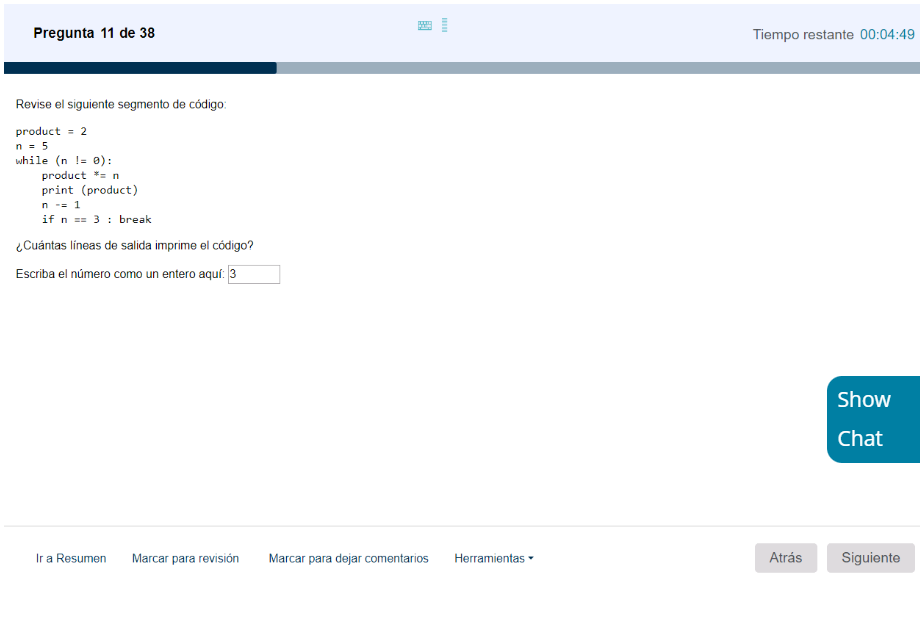 Pregunta 11 de 38
Tiempo restante 00:04:49
Revise el siguiente segmento de código:
product = 2
n = 5
while (n != 0):
    product *= n
    print (product)
    n -= 1
    if n == 3 : break
¿Cuántas líneas de salida imprime el código?
Escriba el número como un entero aquí: 3
Show
Chat
Ir a Resumen Marcar para revisión Marcar para dejar comentarios Herramientas Atrás Siguiente